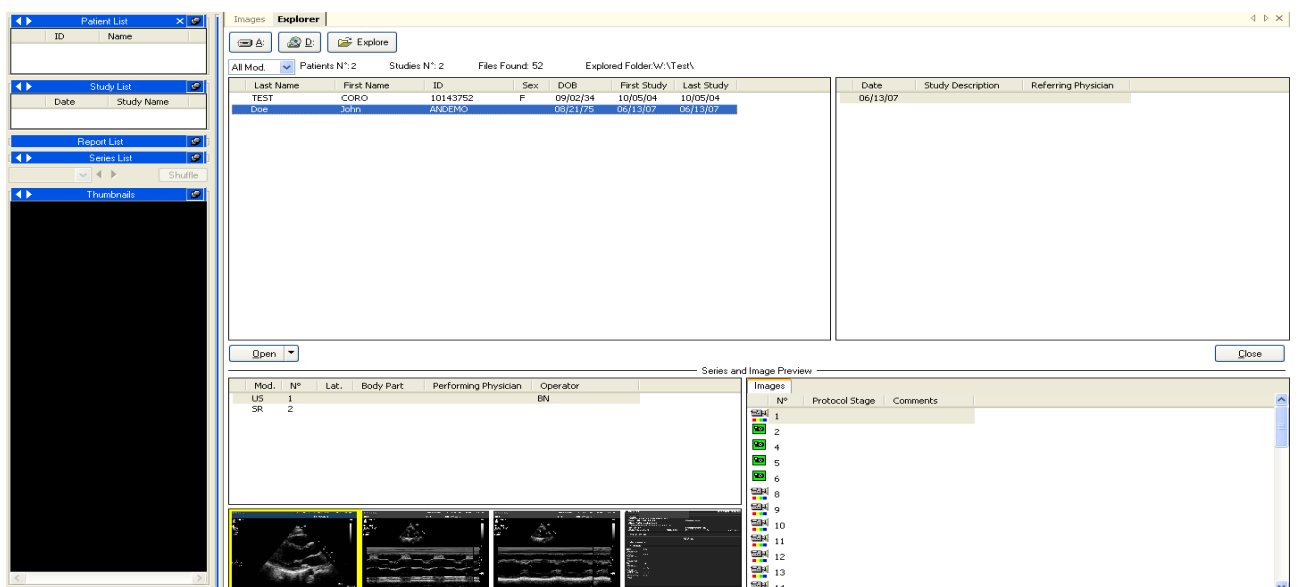 Patient List
ID Name
Study List
Date Study Name
Report List
Series List
Shuffle
Thumbnails
Images Explorer
A: D: Explore
All Mod. Patients N°: 2 Studies N°: 2 Files Found: 52 Explored Folder:W:\Test\
Last Name First Name ID Sex DOB First Study Last Study
TEST CORO 10143752 F 09/02/34 10/05/04 10/05/04
Doe John ANDEMO 08/21/75 06/13/07 06/13/07
Date Study Description Referring Physician
06/13/07
Open Close
Series and Image Preview
Mod. N° Lat. Body Part Performing Physician Operator
US 1 BN
SR 2
Images
N° Protocol Stage Comments
1
2
4
5
6
8
9
10
11
12
13